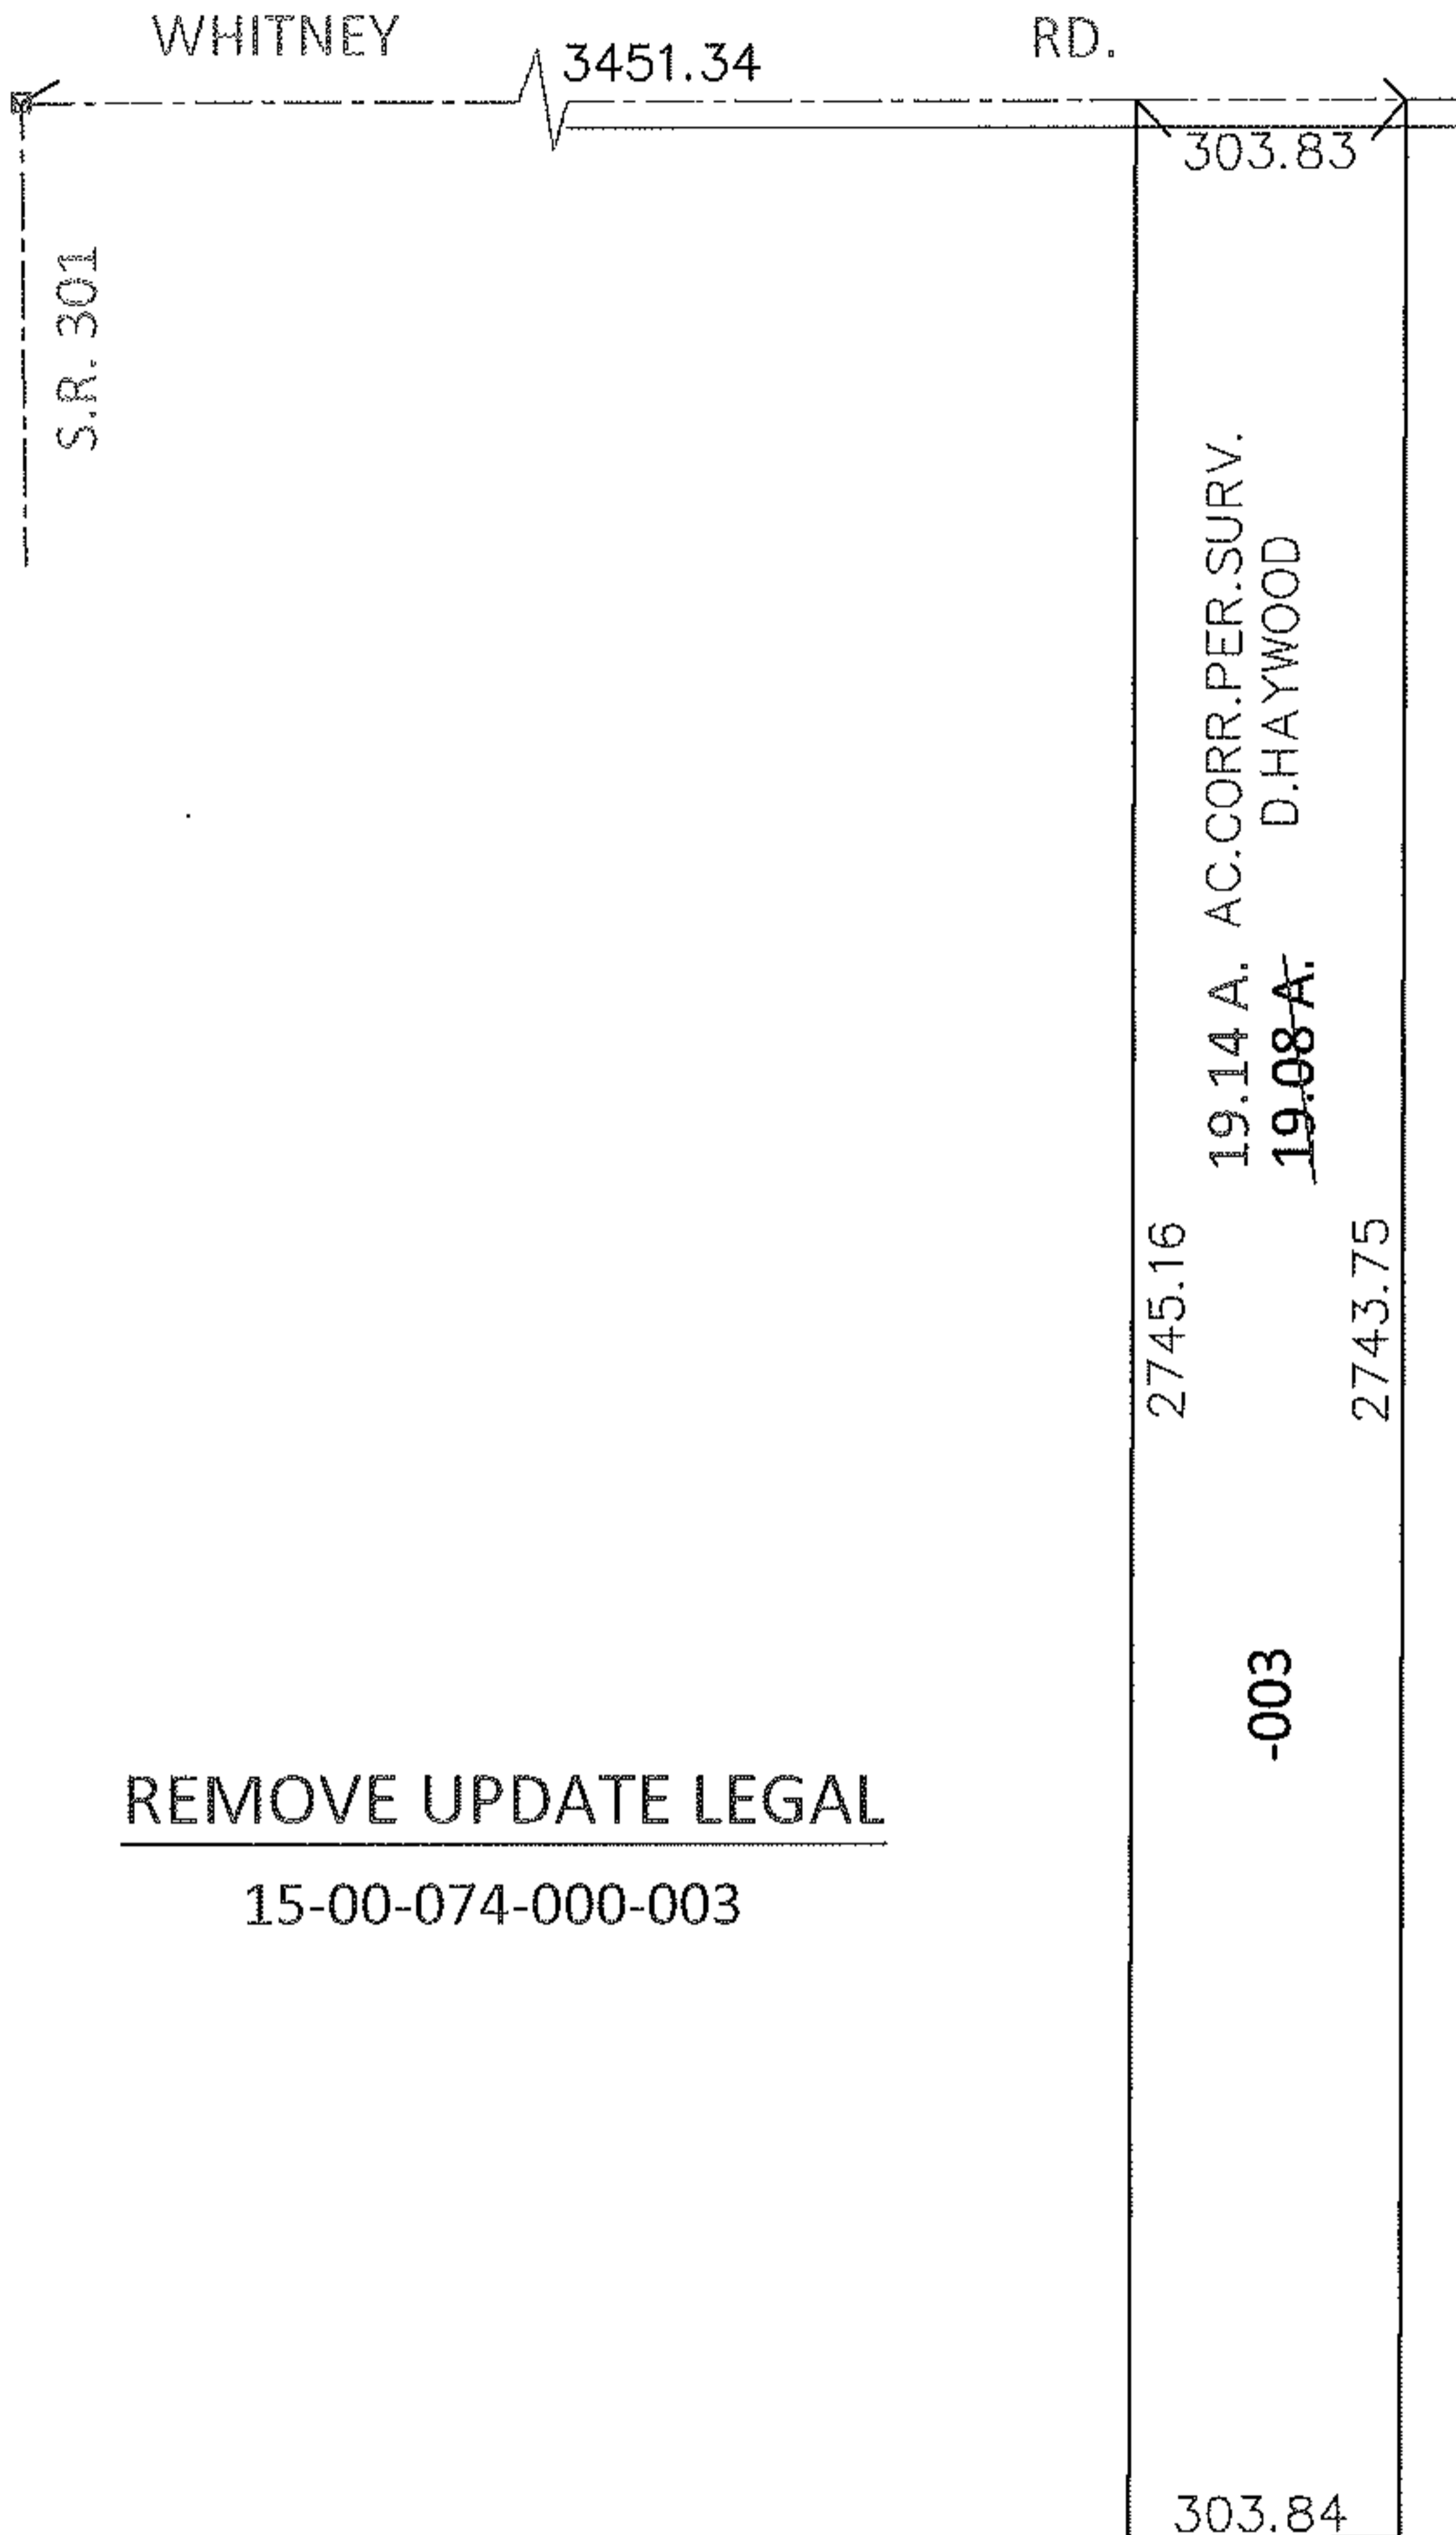 WHITNEY RD.
3451.34
303.83
S.R. 301
19.14 A. AC.CORR.PER.SURV.
19.08 A. D.HAYWOOD
2745.16
2743.75
-003
REMOVE UPDATE LEGAL
15-00-074-000-003
303.84